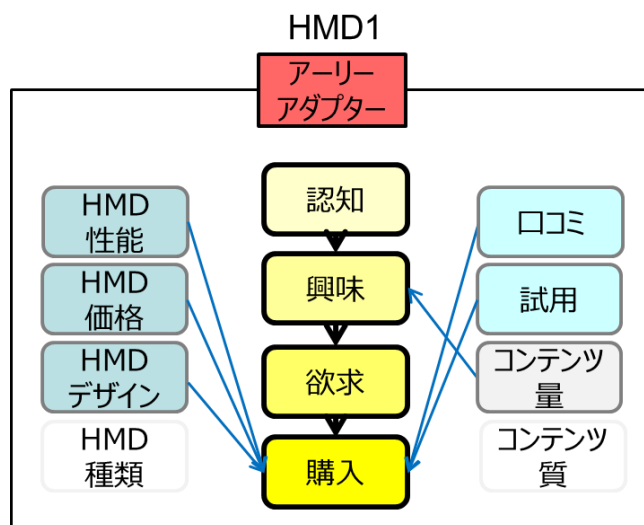 HMD1
アーリー
アダプター
HMD
性能
HMD
価格
HMD
デザイン
HMD
種類
認知
興味
欲求
購入
口コミ
試用
コンテンツ
量
コンテンツ
質